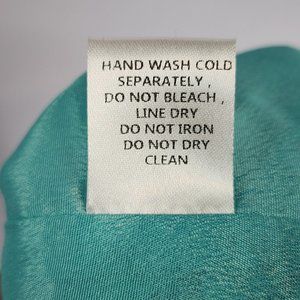 HAND WASH COLD
SEPARATELY ,
DO NOT BLEACH ,
LINE DRY
DO NOT IRON
DO NOT DRY
CLEAN